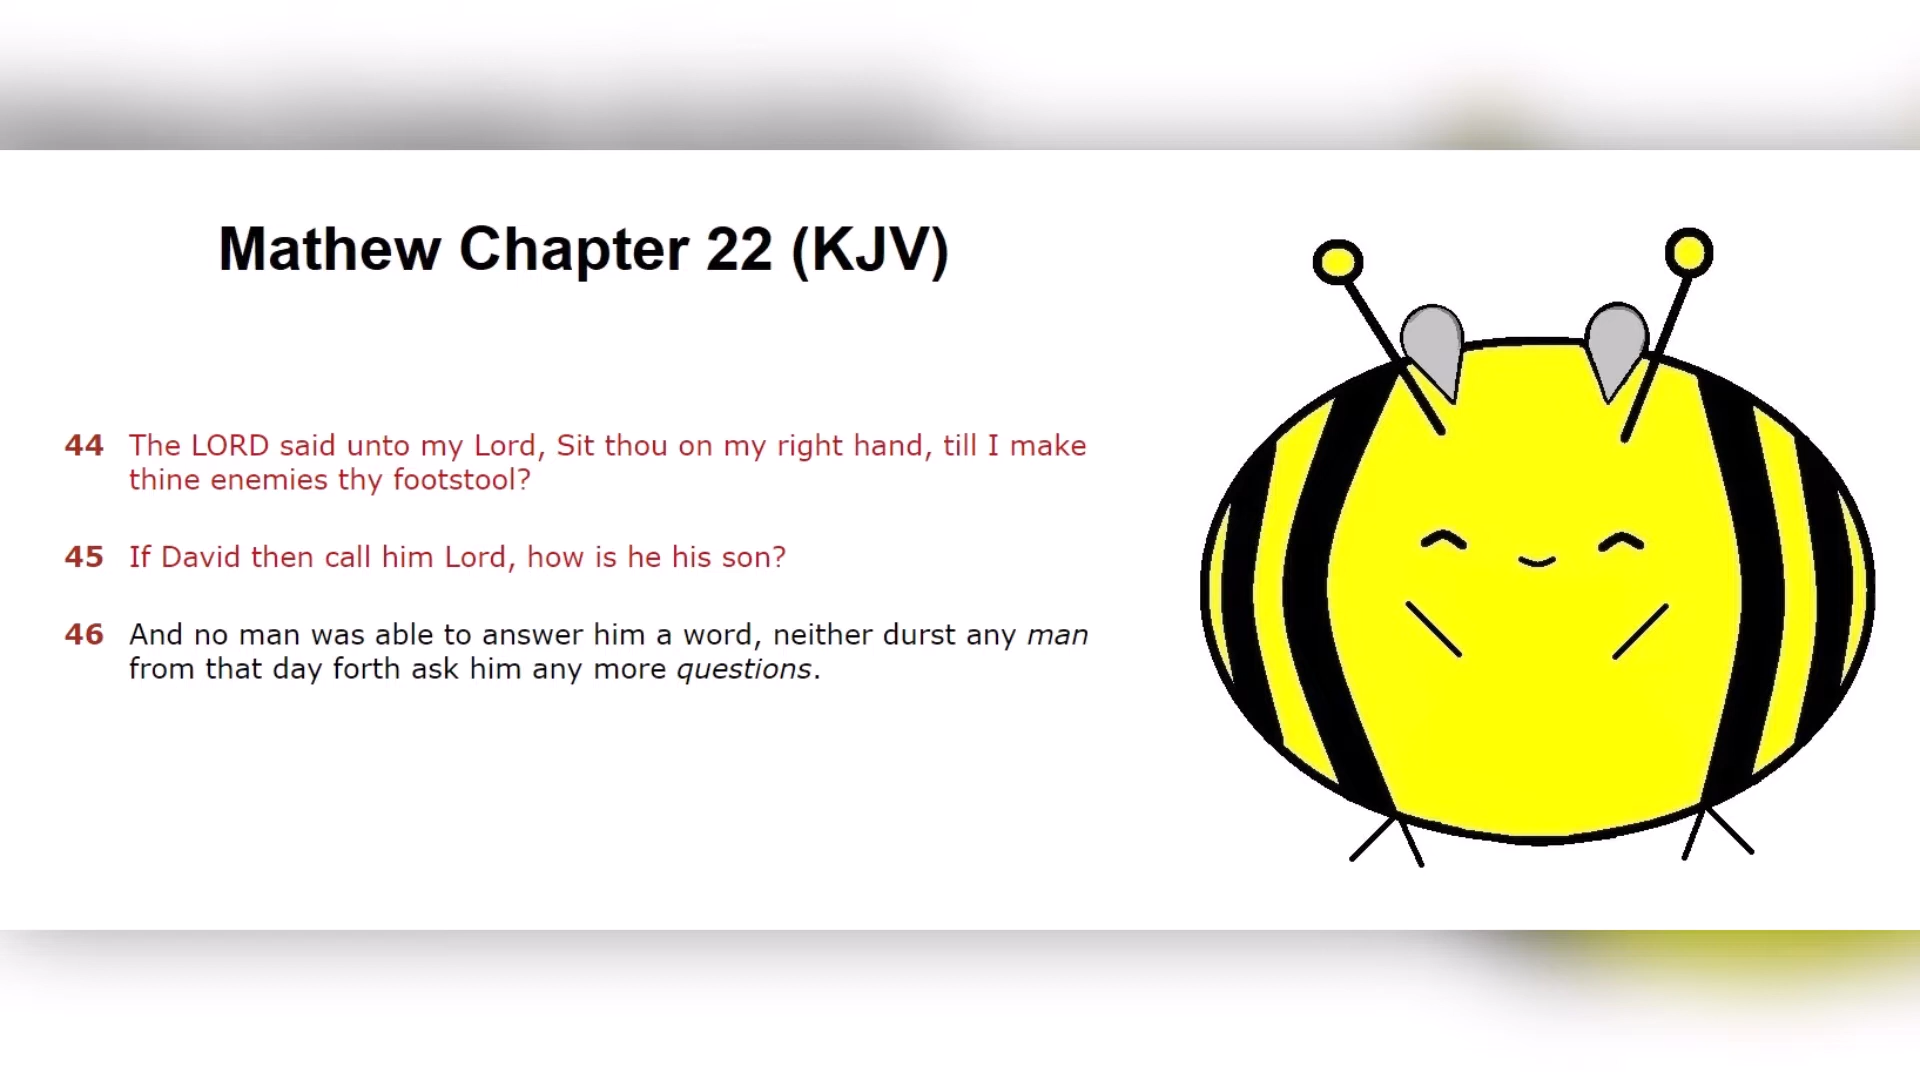 Mathew Chapter 22 (KJV)
44 The LORD said unto my Lord, Sit thou on my right hand, till I make
thine enemies thy footstool?
45 If David then call him Lord, how is he his son?
46 And no man was able to answer him a word, neither durst any man
from that day forth ask him any more questions.